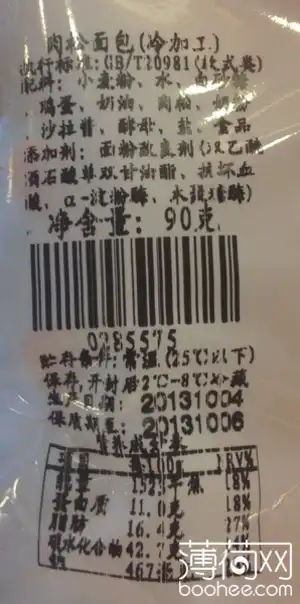 肉松面包(冷加工)
执行标准:GB/T20981(软式类)
配料:小麦粉、水、白砂糖
、鸡蛋、奶油、肉松、奶粉
、沙拉酱、酵母、盐、食品
添加剂:面粉处理剂(双乙酰
酒石酸单双甘油酯、抗坏血
酸、α-淀粉酶、木聚糖酶)
净含量: 90克
0285575
贮存条件:常温(25℃以下)
保存,开封后2℃-8℃冷藏
生产日期: 20131004
保质期至: 20131006
营养成分表
项目 每100g NRV%
能量 千焦 18%
蛋白质 11.0克 18%
脂肪 16.4克 27%
碳水化合物 42.7克
钠 467毫克
薄荷网
boohee.com